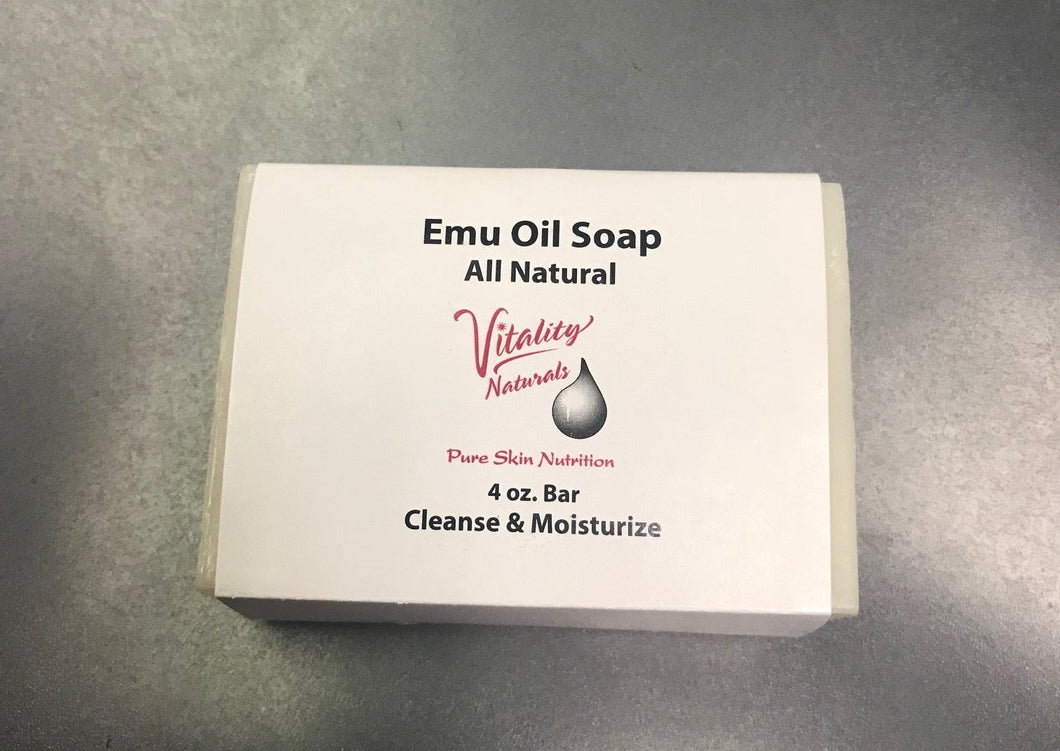 Emu Oil Soap
All Natural
Vitality
Naturals
Pure Skin Nutrition
4 oz. Bar
Cleanse & Moisturize